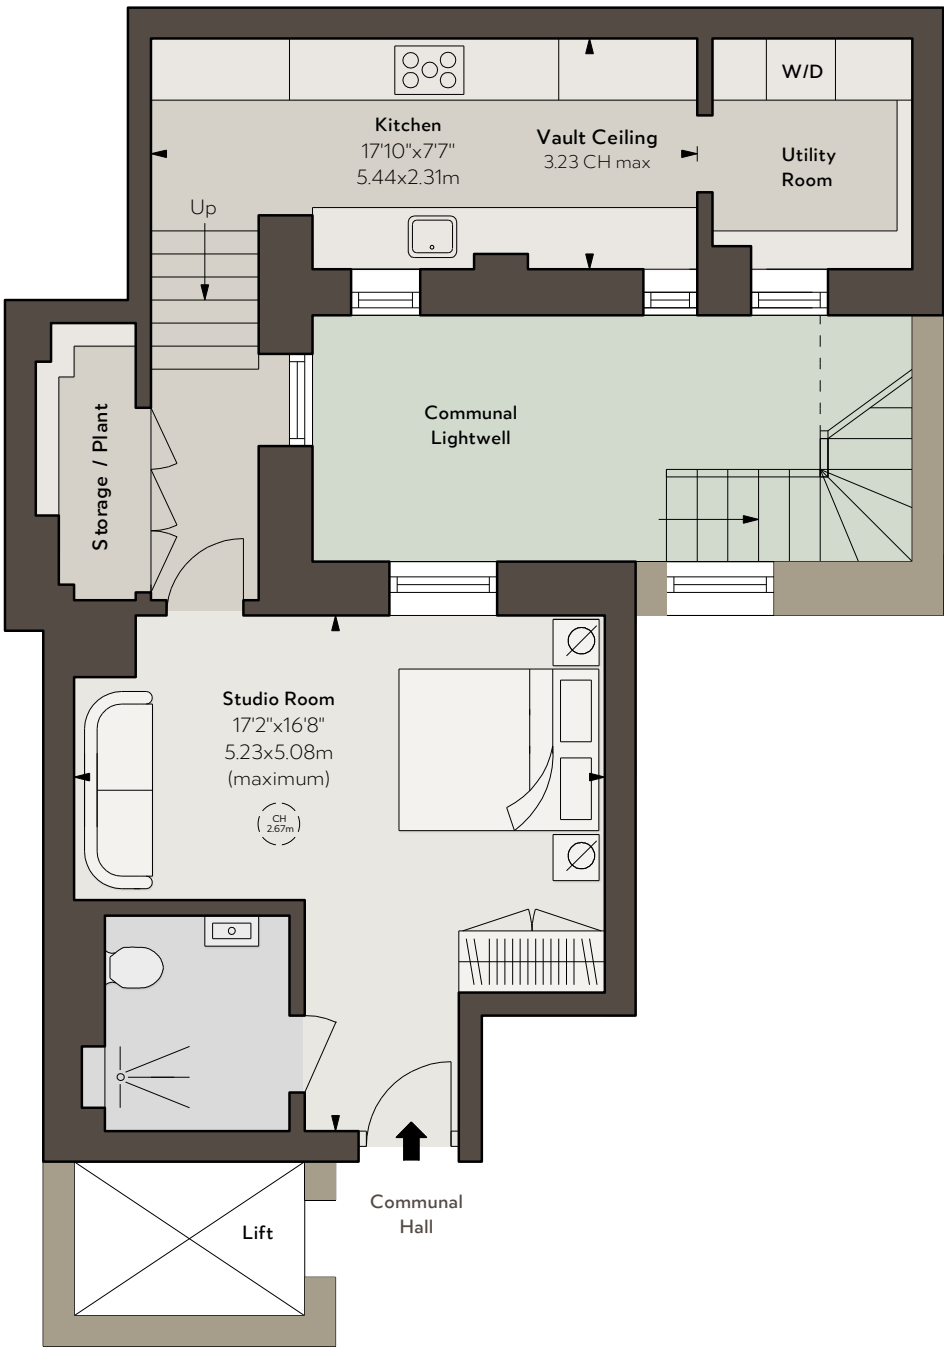 W/D
Kitchen
17'10"x7'7"
5.44x2.31m
Vault Ceiling
3.23 CH max
Utility
Room
Up
Storage / Plant
Communal
Lightwell
Studio Room
17'2"x16'8"
5.23x5.08m
(maximum)
CH
2.67m
Communal
Hall
Lift